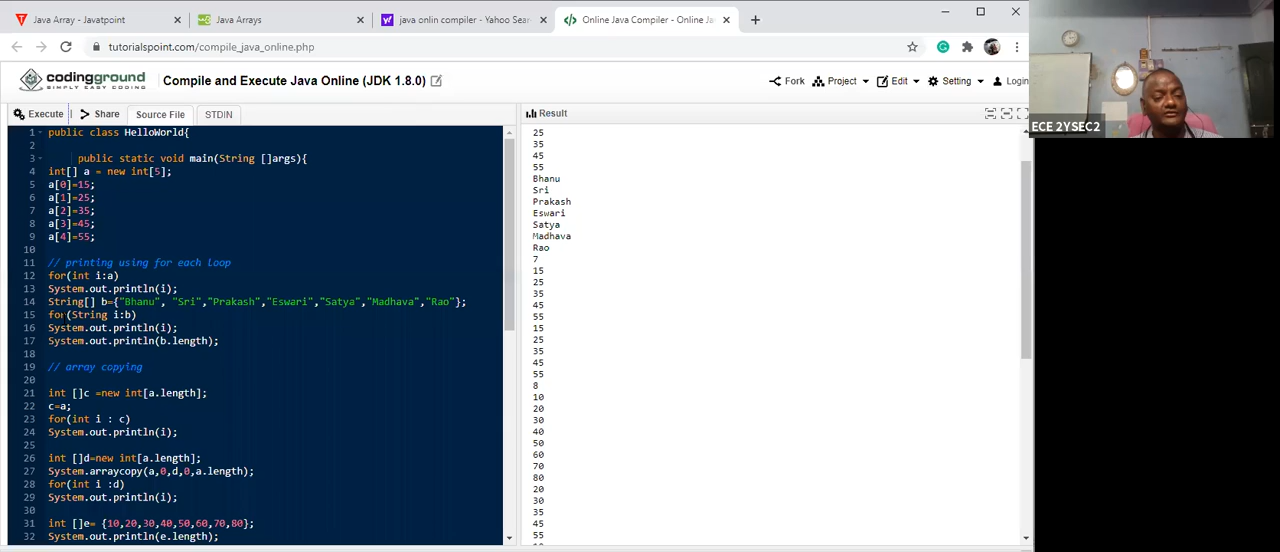 Java Array - Javatpoint
Java Arrays
java onlin compiler - Yahoo Sear
Online Java Compiler - Online Ja
tutorialspoint.com/compile_java_online.php
codingground
SIMPLY EASY CODING
Compile and Execute Java Online (JDK 1.8.0)
Fork
Project
Edit
Setting
Login
Execute
Share
Source File
STDIN
Result
1 public class HelloWorld{
2
3 public static void main(String []args){
4 int[] a = new int[5];
5 a[0]=15;
6 a[1]=25;
7 a[2]=35;
8 a[3]=45;
9 a[4]=55;
10
11 // printing using for each loop
12 for(int i:a)
13 System.out.println(i);
14 String[] b={"Bhanu", "Sri","Prakash","Eswari","Satya","Madhava","Rao"};
15 for(String i:b)
16 System.out.println(i);
17 System.out.println(b.length);
18
19 // array copying
20
21 int []c =new int[a.length];
22 c=a;
23 for(int i : c)
24 System.out.println(i);
25
26 int []d=new int[a.length];
27 System.arraycopy(a,0,d,0,a.length);
28 for(int i :d)
29 System.out.println(i);
30
31 int []e= {10,20,30,40,50,60,70,80};
32 System.out.println(e.length);
25
35
45
55
Bhanu
Sri
Prakash
Eswari
Satya
Madhava
Rao
7
15
25
35
45
55
15
25
35
45
55
8
10
20
30
40
50
60
70
80
20
30
35
45
55
ECE 2YSEC2